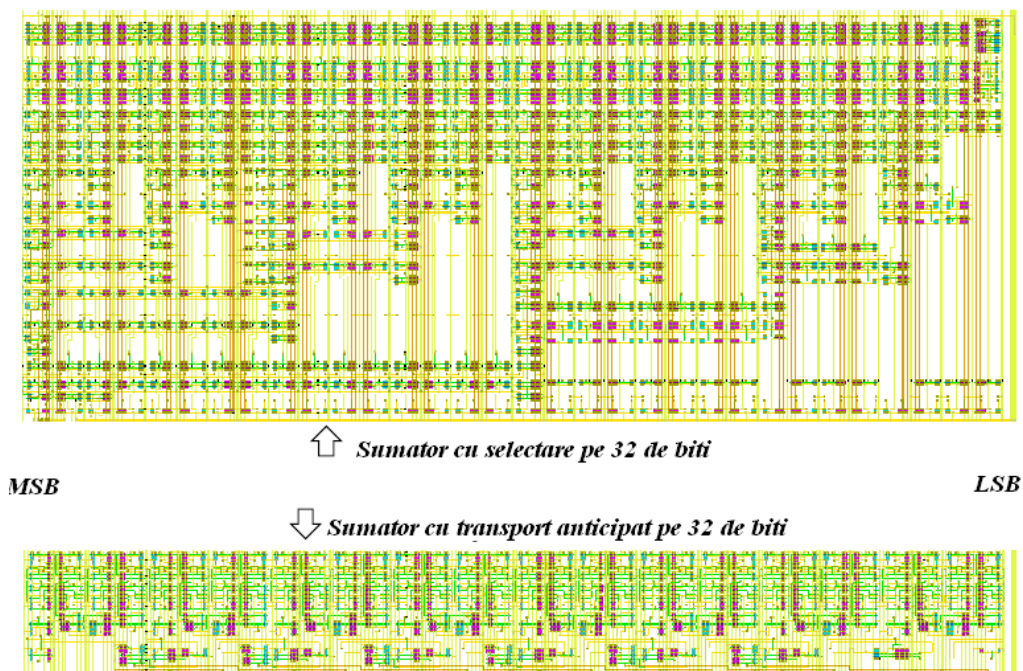 Sumator cu selectare pe 32 de biti
MSB
LSB
Sumator cu transport anticipat pe 32 de biti